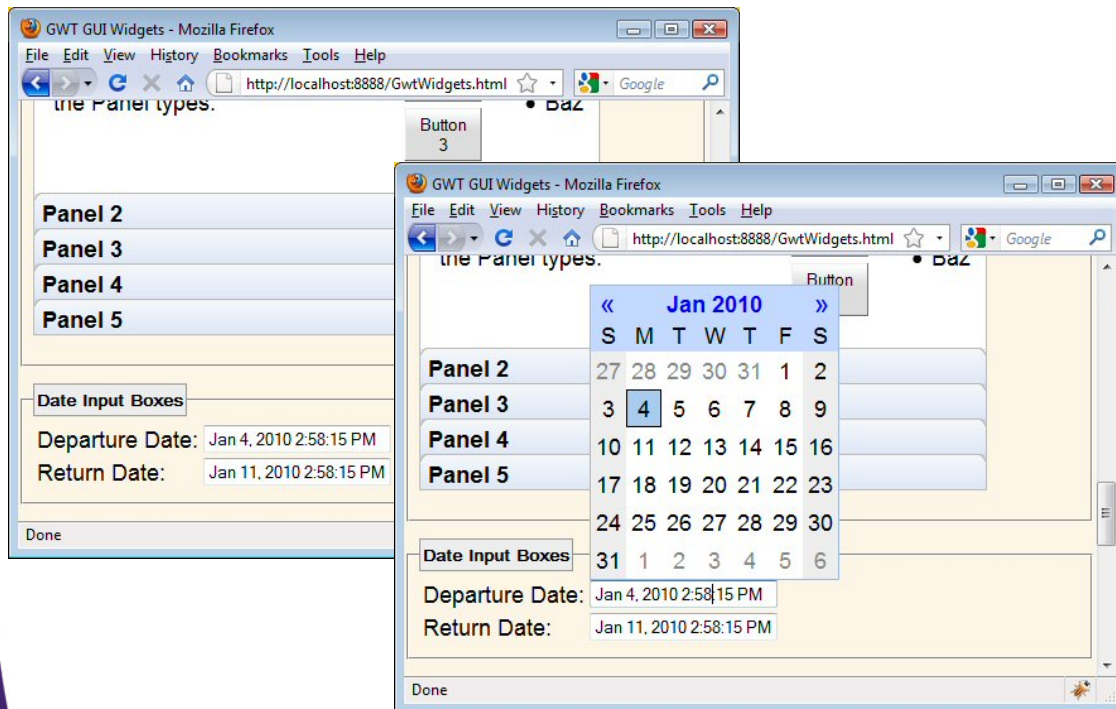 GWT GUI Widgets - Mozilla Firefox
File Edit View History Bookmarks Tools Help
http://localhost:8888/GwtWidgets.html
Google
the Panel types.
• Baz
Button
3
Panel 2
Panel 3
Panel 4
Panel 5
Date Input Boxes
Departure Date: Jan 4, 2010 2:58:15 PM
Return Date: Jan 11, 2010 2:58:15 PM
Done
GWT GUI Widgets - Mozilla Firefox
File Edit View History Bookmarks Tools Help
http://localhost:8888/GwtWidgets.html
Google
the Panel types.
• Baz
Button
« Jan 2010 »
S M T W T F S
27 28 29 30 31 1 2
3 4 5 6 7 8 9
10 11 12 13 14 15 16
17 18 19 20 21 22 23
24 25 26 27 28 29 30
31 1 2 3 4 5 6
Panel 2
Panel 3
Panel 4
Panel 5
Date Input Boxes
Departure Date: Jan 4, 2010 2:58:15 PM
Return Date: Jan 11, 2010 2:58:15 PM
Done